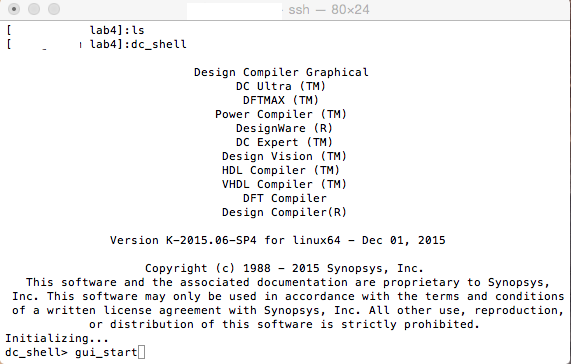 ssh — 80×24
[ lab4]:ls
[ lab4]:dc_shell
Design Compiler Graphical
DC Ultra (TM)
DFTMAX (TM)
Power Compiler (TM)
DesignWare (R)
DC Expert (TM)
Design Vision (TM)
HDL Compiler (TM)
VHDL Compiler (TM)
DFT Compiler
Design Compiler(R)
Version K-2015.06-SP4 for linux64 - Dec 01, 2015
Copyright (c) 1988 - 2015 Synopsys, Inc.
This software and the associated documentation are proprietary to Synopsys,
Inc. This software may only be used in accordance with the terms and conditions
of a written license agreement with Synopsys, Inc. All other use, reproduction,
or distribution of this software is strictly prohibited.
Initializing...
dc_shell> gui_start